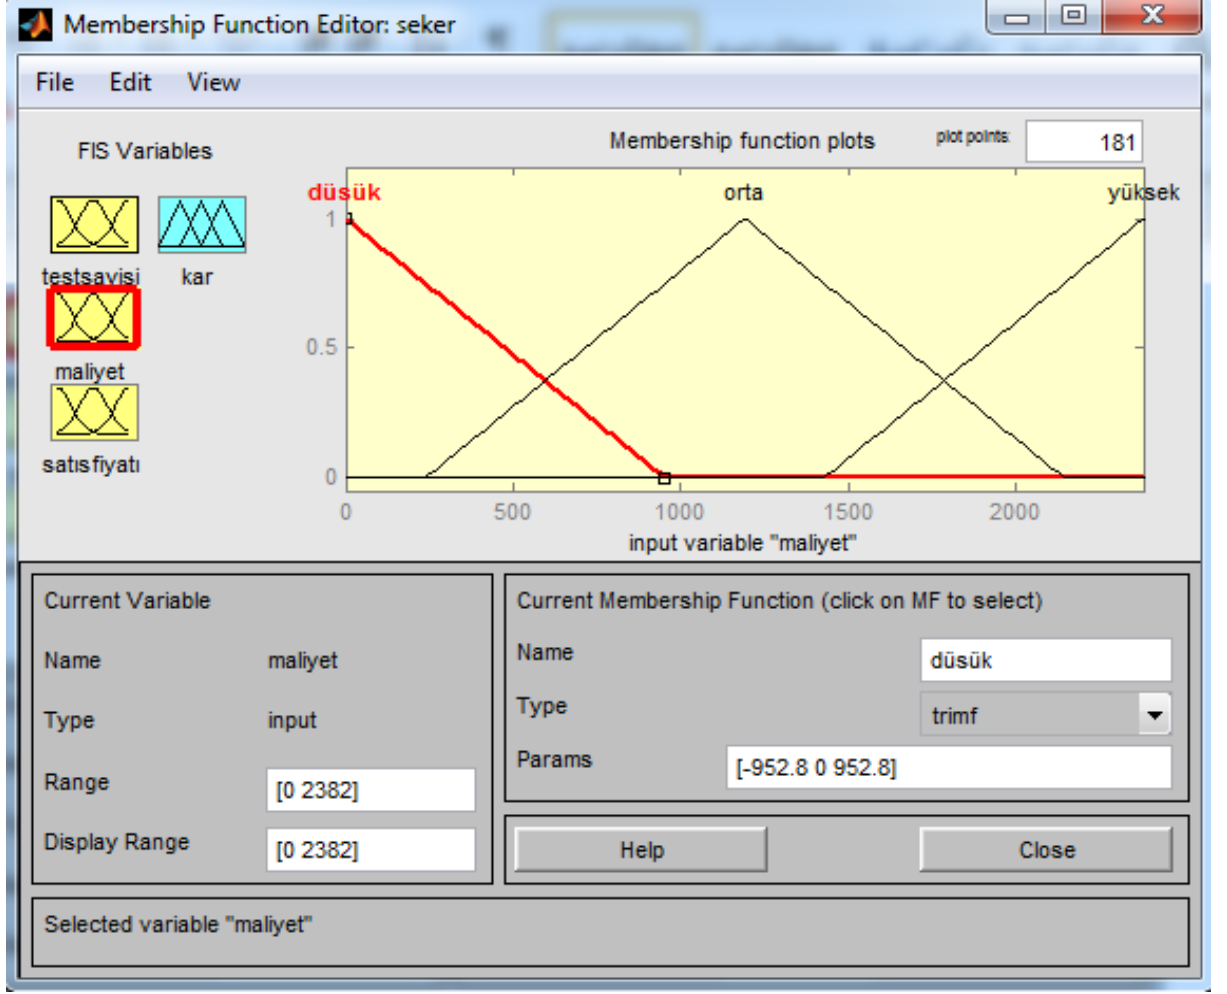 Membership Function Editor: seker
File Edit View
FIS Variables
Membership function plots
plot points:
181
testsayisi
kar
maliyet
satısfiyatı
düsük
orta
yüksek
1
0.5
0
0
500
1000
1500
2000
input variable "maliyet"
Current Variable
Name
maliyet
Type
input
Range
[0 2382]
Display Range
[0 2382]
Current Membership Function (click on MF to select)
Name
düsük
Type
trimf
Params
[-952.8 0 952.8]
Help
Close
Selected variable "maliyet"